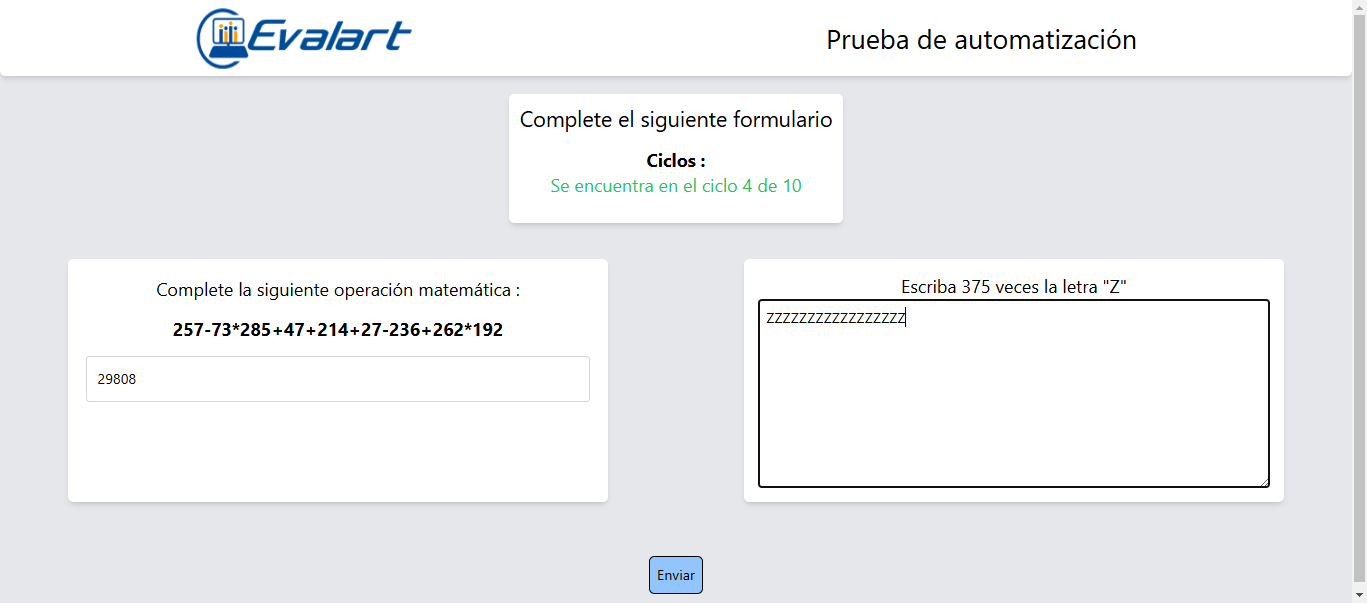 Evalart
Prueba de automatización
Complete el siguiente formulario
Ciclos :
Se encuentra en el ciclo 4 de 10
Complete la siguiente operación matemática :
257-73*285+47+214+27-236+262*192
29808
Escriba 375 veces la letra "Z"
ZZZZZZZZZZZZZZZZZ
Enviar